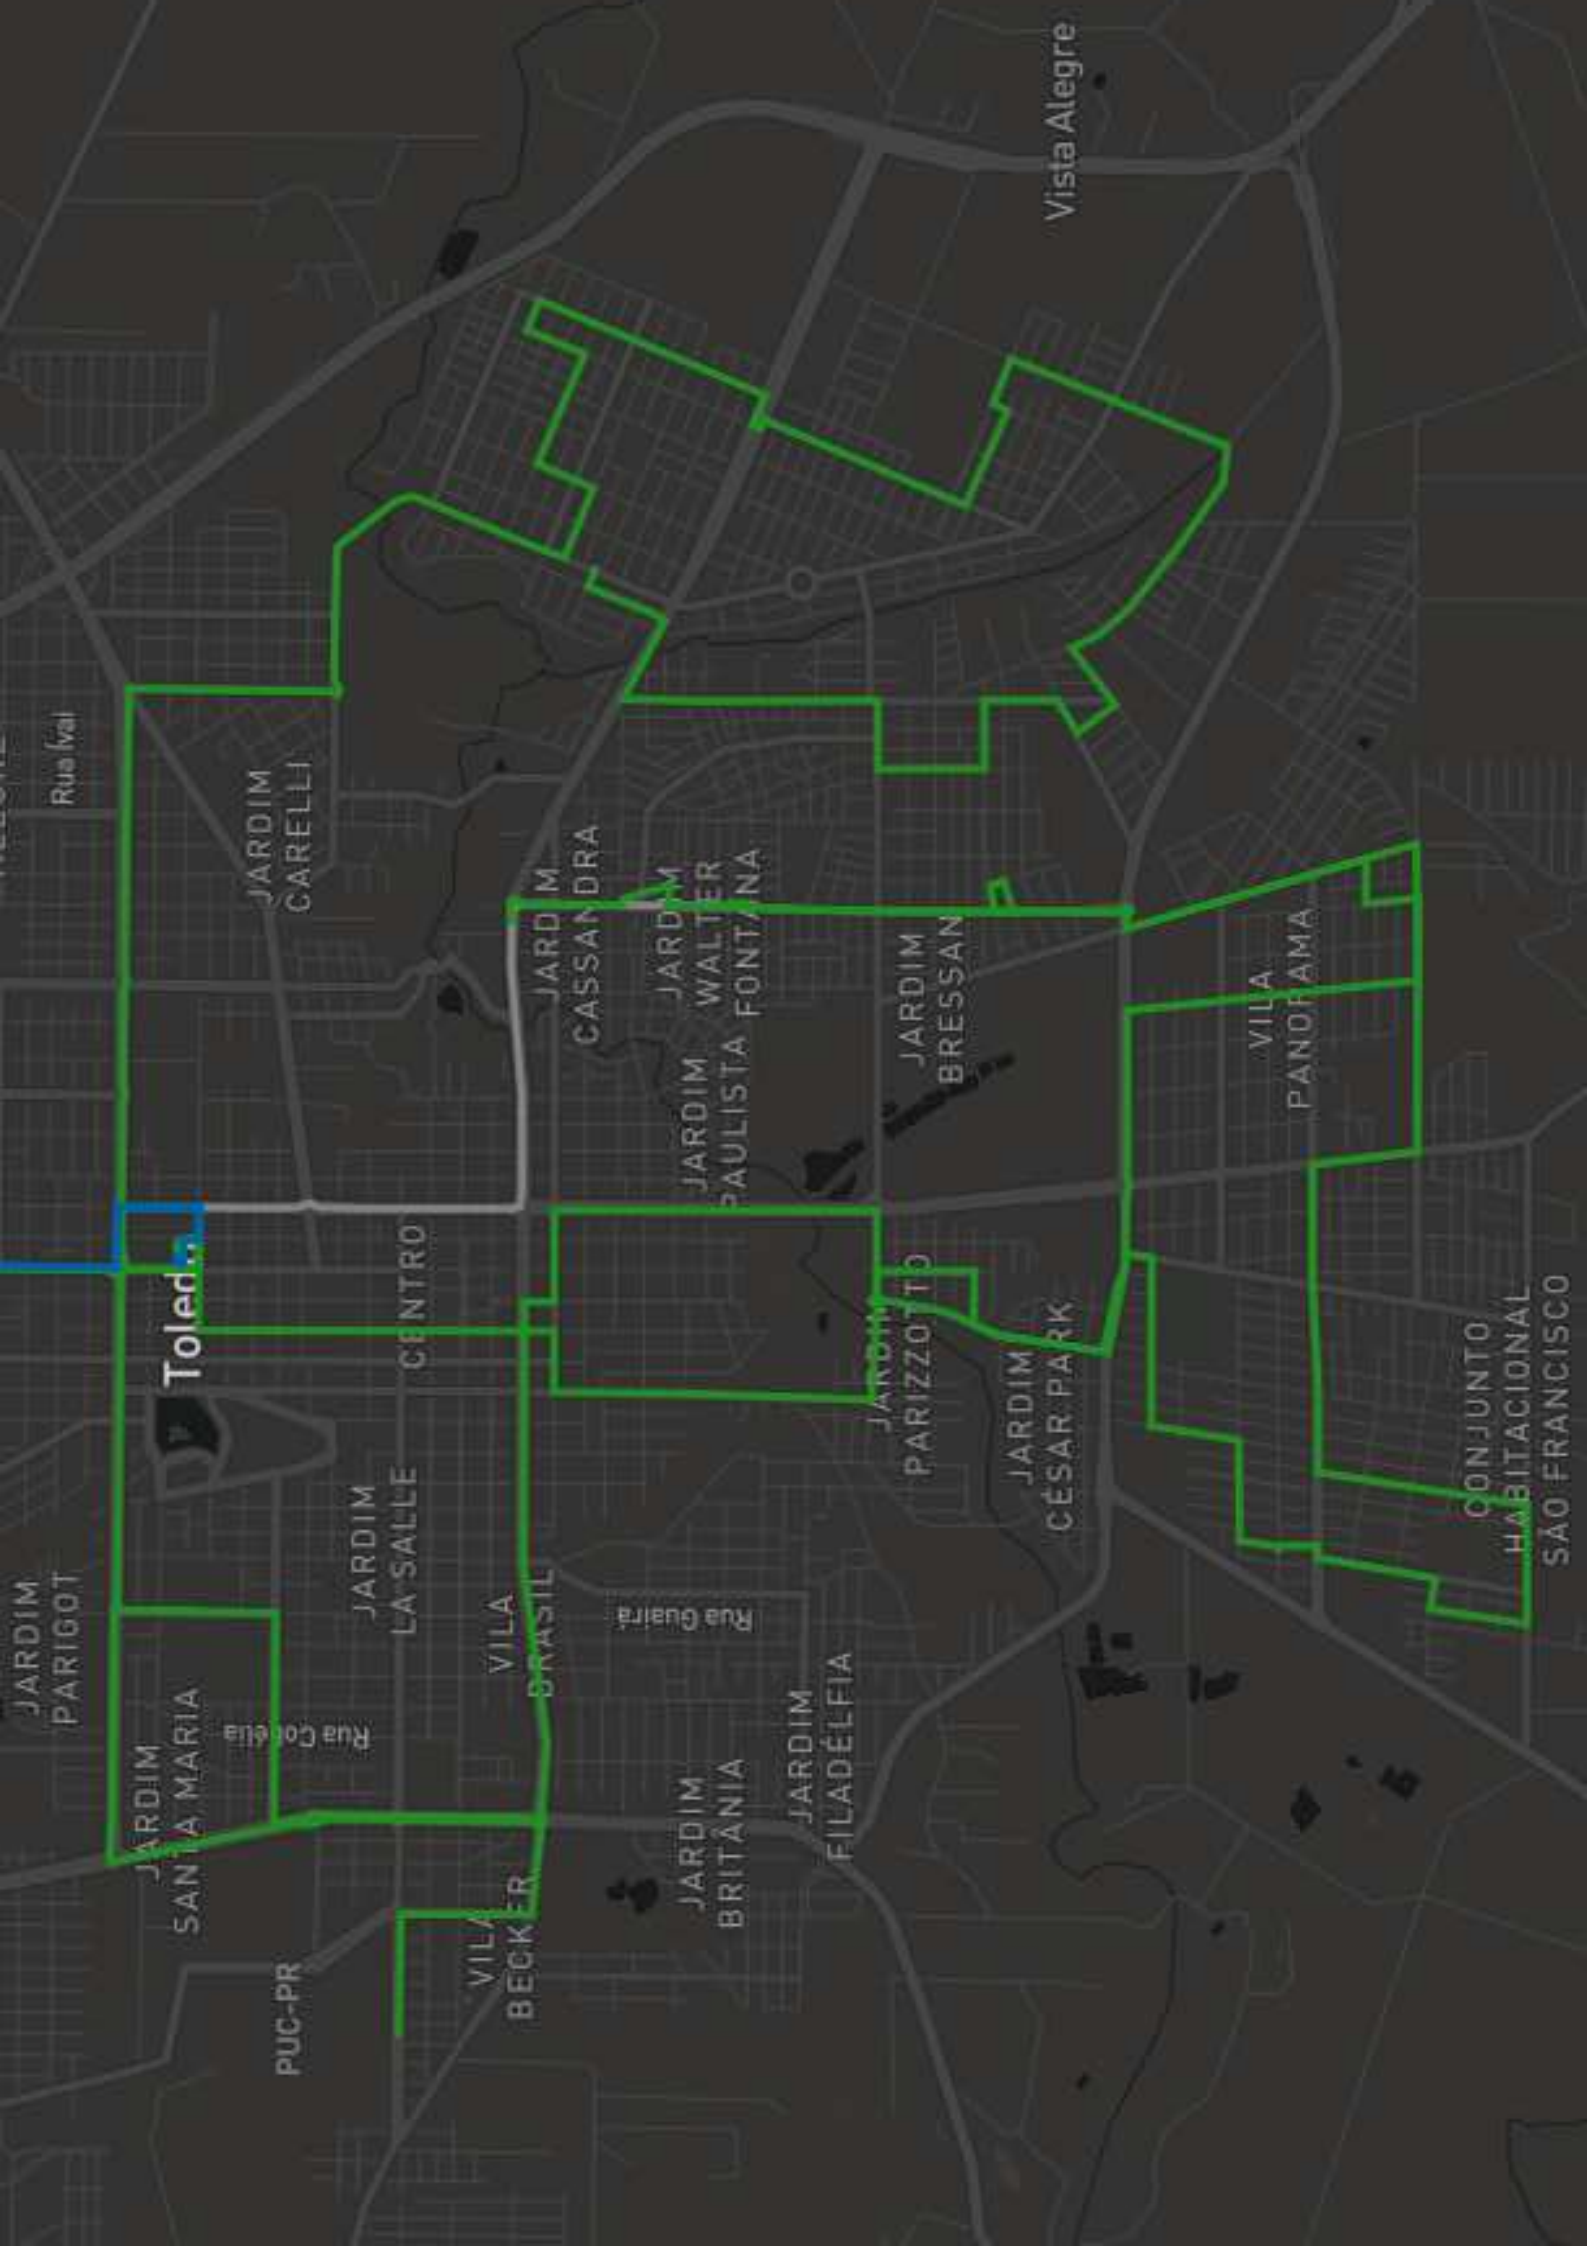 Vista Alegre
Rua Ivaí
JARDIM
CARELLI
JARDIM
CASSANDRA
JARDIM
WALTER
FONTANA
JARDIM
BRESSAN
VILA
PANORAMA
JARDIM
PAULISTA
Toledo
CENTRO
JARDIM
PARIZZOTTO
JARDIM
CÉSAR PARK
CONJUNTO
HABITACIONAL
SÃO FRANCISCO
JARDIM
PARIGOT
JARDIM
LA SALLE
VILA
BRASIL
Rua Guaíra
JARDIM
SANTA MARIA
JARDIM
FILADÉLFIA
JARDIM
BRITÂNIA
VILA
BECKER
PUC-PR